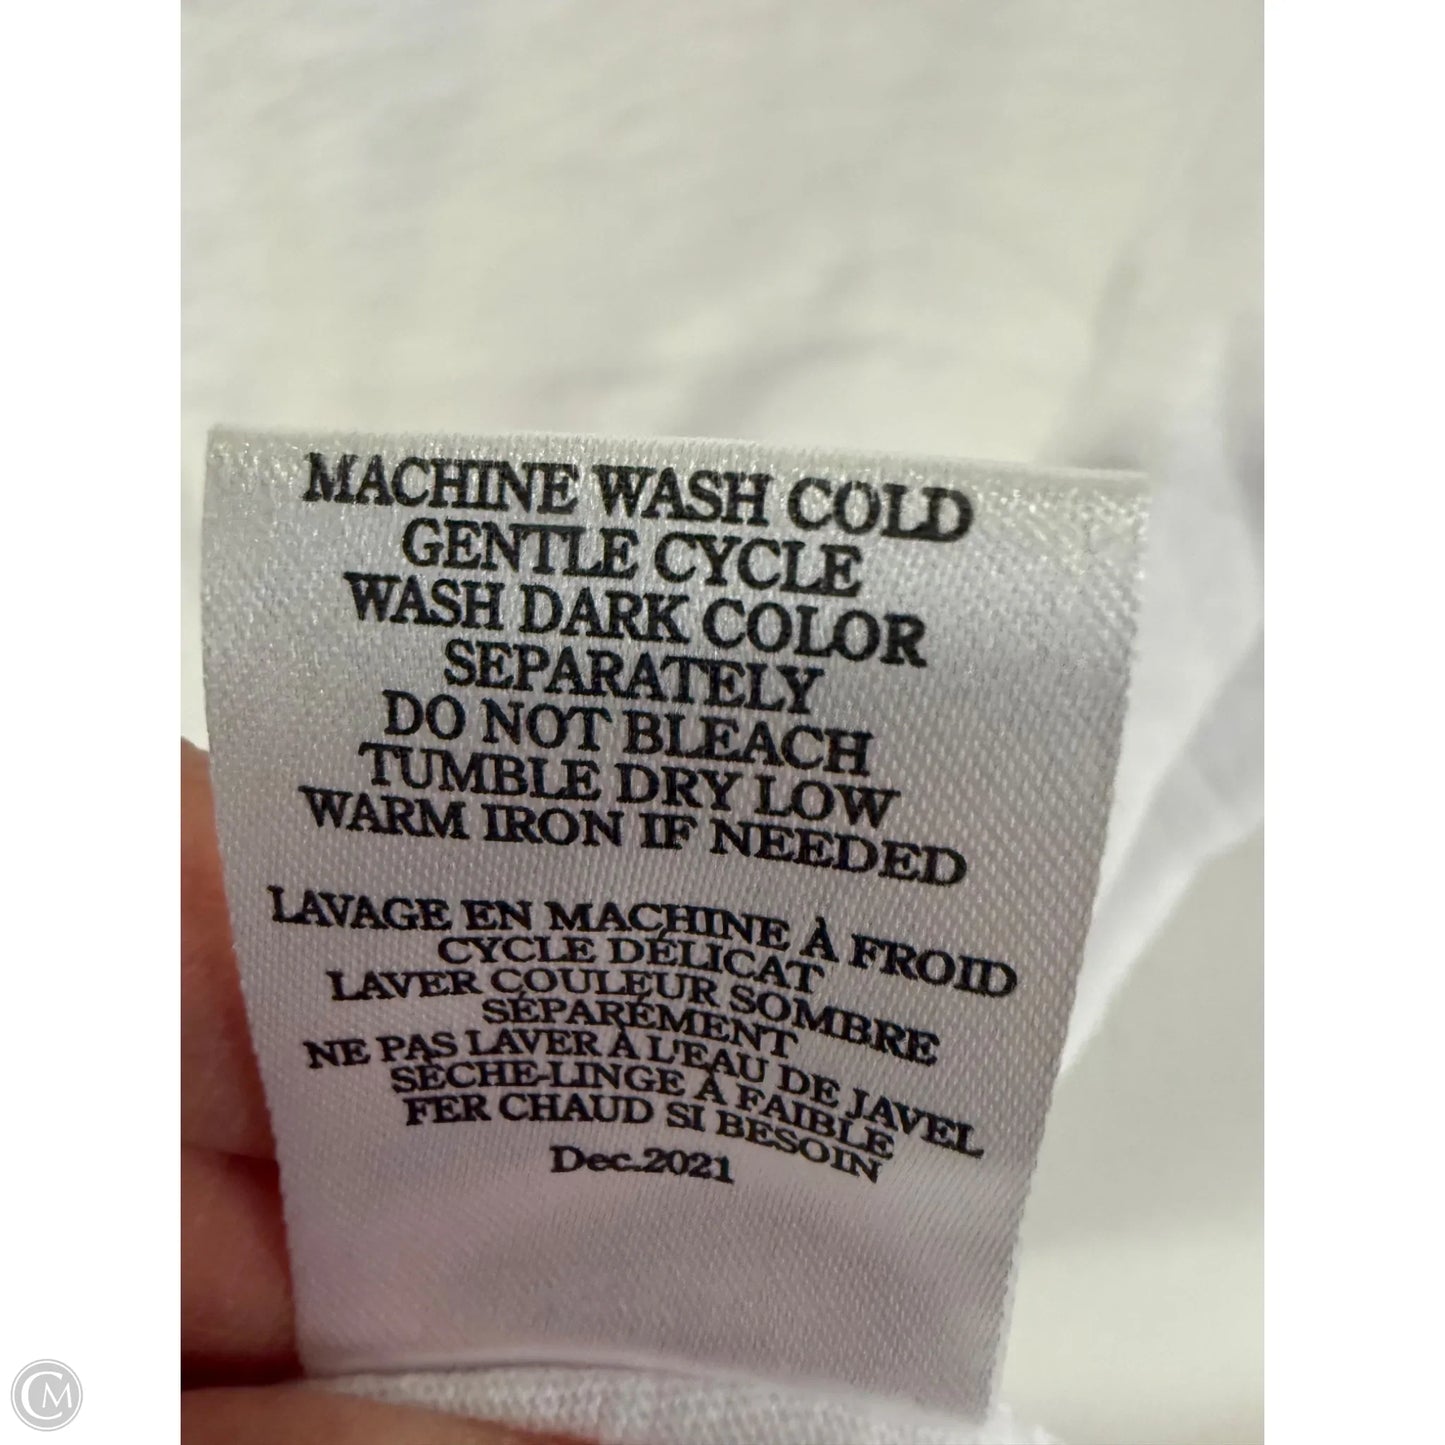 MACHINE WASH COLD
GENTLE CYCLE
WASH DARK COLOR
SEPARATELY
DO NOT BLEACH
TUMBLE DRY LOW
WARM IRON IF NEEDED
LAVAGE EN MACHINE À FROID
CYCLE DÉLICAT
LAVER COULEUR SOMBRE
SÉPARÉMENT
NE PAS LAVER À L'EAU DE JAVEL
SÈCHE-LINGE À FAIBLE
FER CHAUD SI BESOIN
Dec.2021
CM